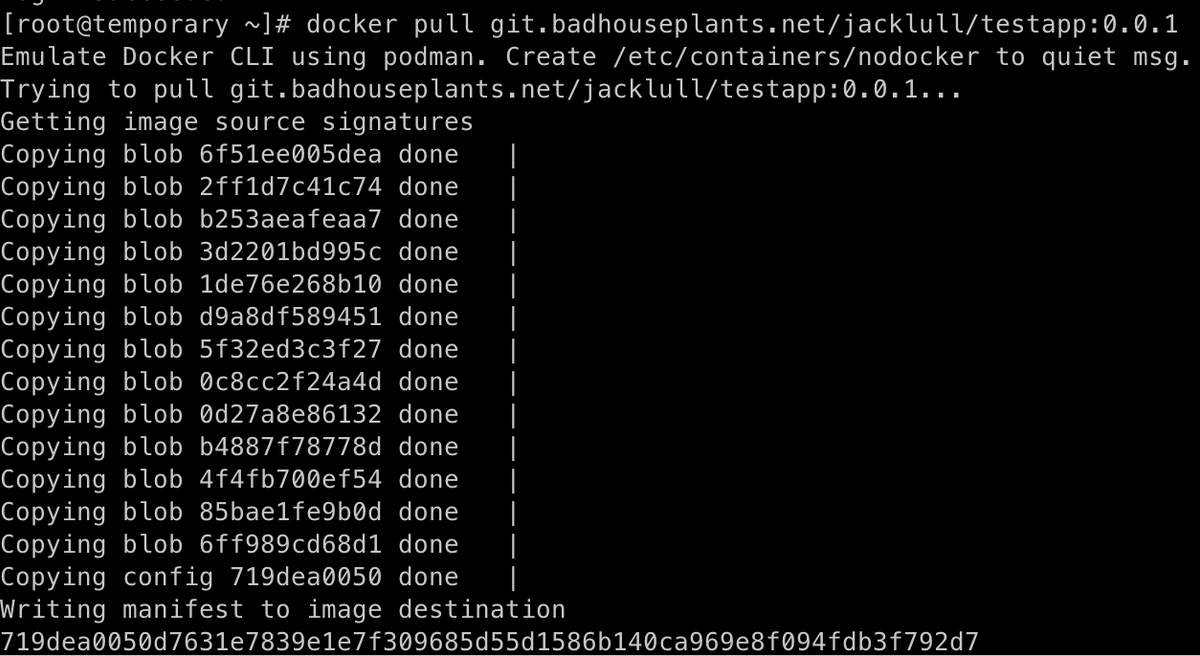 [root@temporary ~]# docker pull git.badhouseplants.net/jacklull/testapp:0.0.1
Emulate Docker CLI using podman. Create /etc/containers/nodocker to quiet msg.
Trying to pull git.badhouseplants.net/jacklull/testapp:0.0.1...
Getting image source signatures
Copying blob 6f51ee005dea done   |
Copying blob 2ff1d7c41c74 done   |
Copying blob b253aeafeaa7 done   |
Copying blob 3d2201bd995c done   |
Copying blob 1de76e268b10 done   |
Copying blob d9a8df589451 done   |
Copying blob 5f32ed3c3f27 done   |
Copying blob 0c8cc2f24a4d done   |
Copying blob 0d27a8e86132 done   |
Copying blob b4887f78778d done   |
Copying blob 4f4fb700ef54 done   |
Copying blob 85bae1fe9b0d done   |
Copying blob 6ff989cd68d1 done   |
Copying config 719dea0050 done   |
Writing manifest to image destination
719dea0050d7631e7839e1e7f309685d55d1586b140ca969e8f094fdb3f792d7